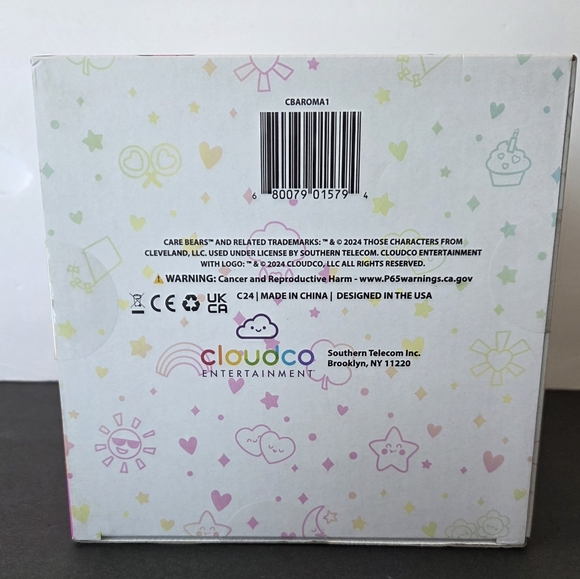 CBAROMA1
6 80079 01579 4
CARE BEARS™ AND RELATED TRADEMARKS: ™ & © 2024 THOSE CHARACTERS FROM
CLEVELAND, LLC. USED UNDER LICENSE BY SOUTHERN TELECOM. CLOUDCO ENTERTAINMENT
WITH LOGO: ™ & © 2024 CLOUDCO, LLC ALL RIGHTS RESERVED.
WARNING: Cancer and Reproductive Harm - www.P65warnings.ca.gov
CE UK CA C24 | MADE IN CHINA | DESIGNED IN THE USA
cloudco
ENTERTAINMENT™
Southern Telecom Inc.
Brooklyn, NY 11220